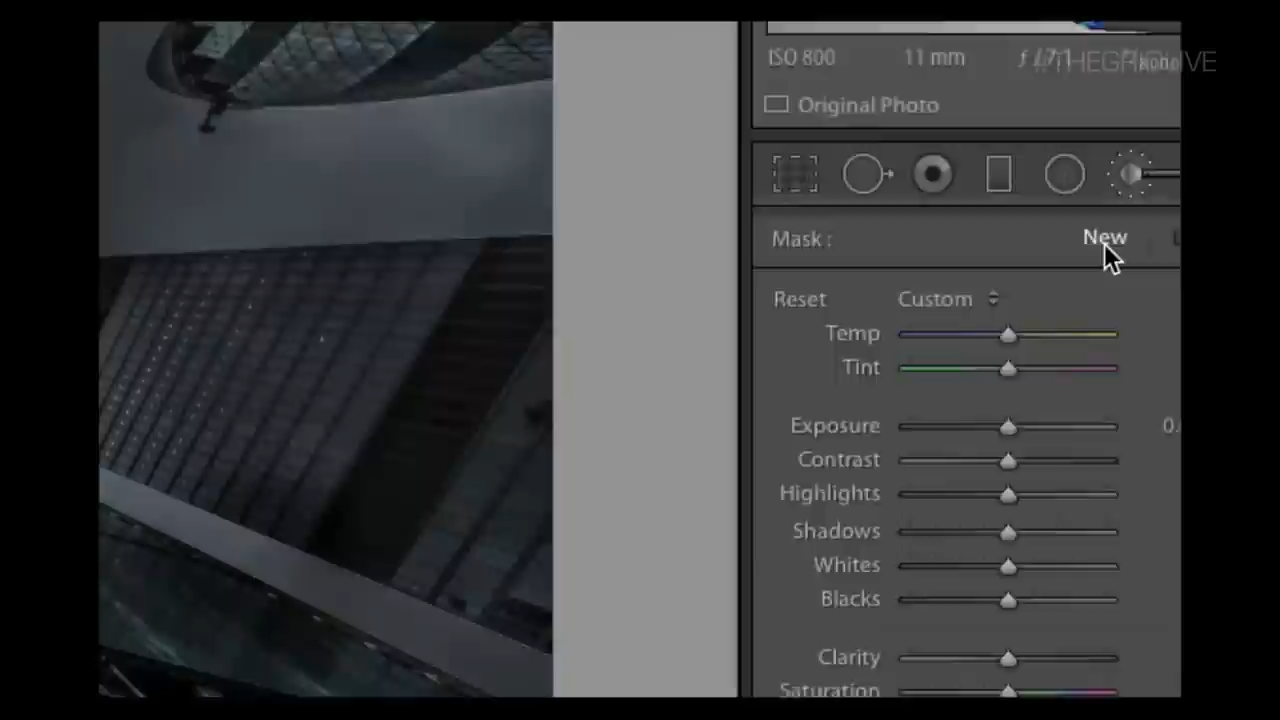 ISO 800 11 mm
Original Photo
Mask : New
Reset Custom
Temp
Tint
Exposure
Contrast
Highlights
Shadows
Whites
Blacks
Clarity
Saturation